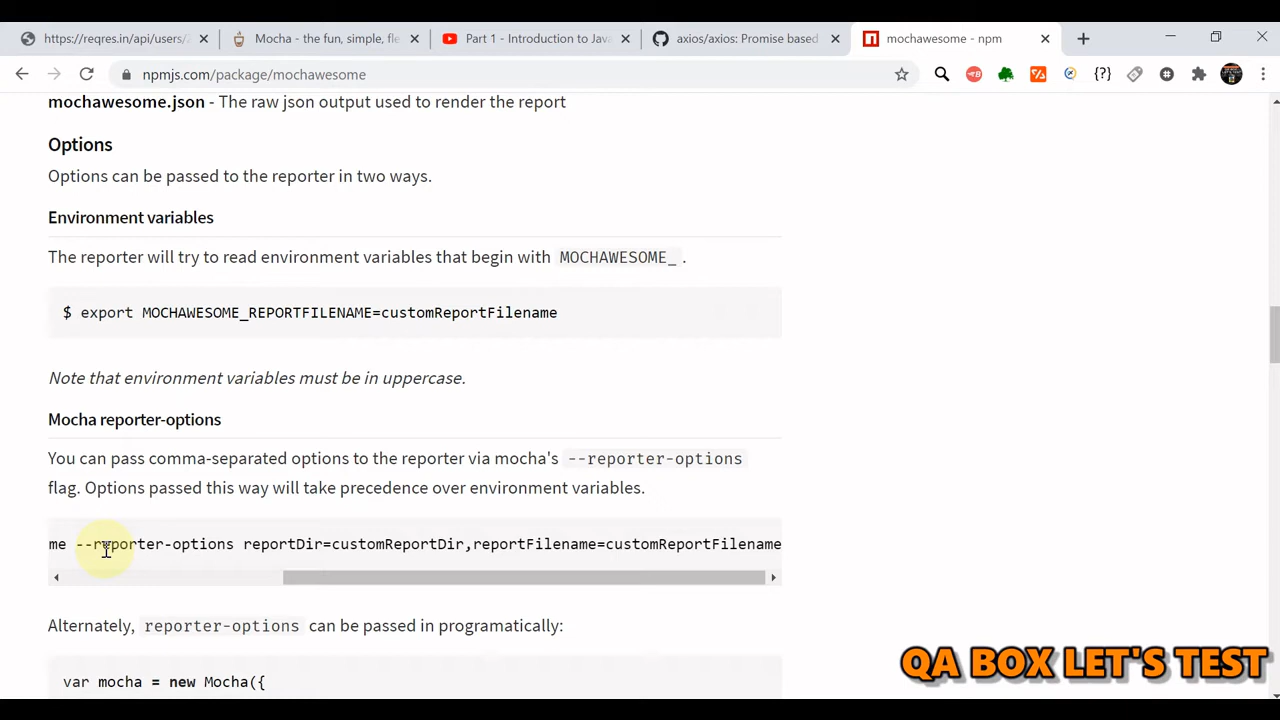 https://reqres.in/api/users/
Mocha - the fun, simple, fle
Part 1 - Introduction to Java
axios/axios: Promise based
mochawesome - npm
npmjs.com/package/mochawesome
mochawesome.json - The raw json output used to render the report
Options
Options can be passed to the reporter in two ways.
Environment variables
The reporter will try to read environment variables that begin with MOCHAWESOME_ .
$ export MOCHAWESOME_REPORTFILENAME=customReportFilename
Note that environment variables must be in uppercase.
Mocha reporter-options
You can pass comma-separated options to the reporter via mocha's --reporter-options
flag. Options passed this way will take precedence over environment variables.
me --reporter-options reportDir=customReportDir,reportFilename=customReportFilename
Alternately, reporter-options can be passed in programatically:
var mocha = new Mocha({
QA BOX LET'S TEST